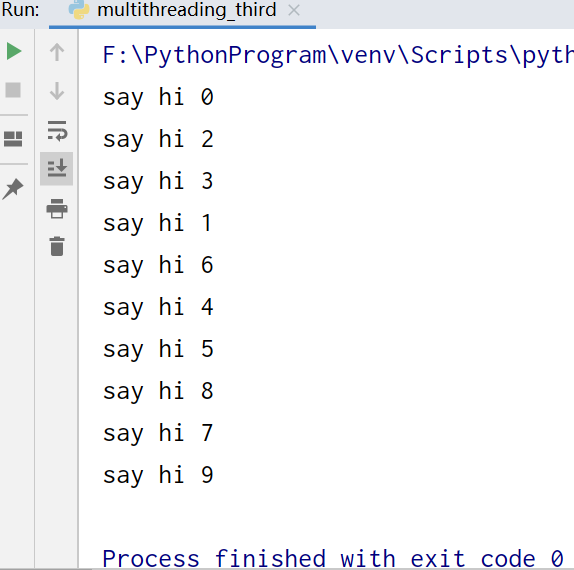 Run: multithreading_third
F:\PythonProgram\venv\Scripts\pyth
say hi 0
say hi 2
say hi 3
say hi 1
say hi 6
say hi 4
say hi 5
say hi 8
say hi 7
say hi 9
Process finished with exit code 0